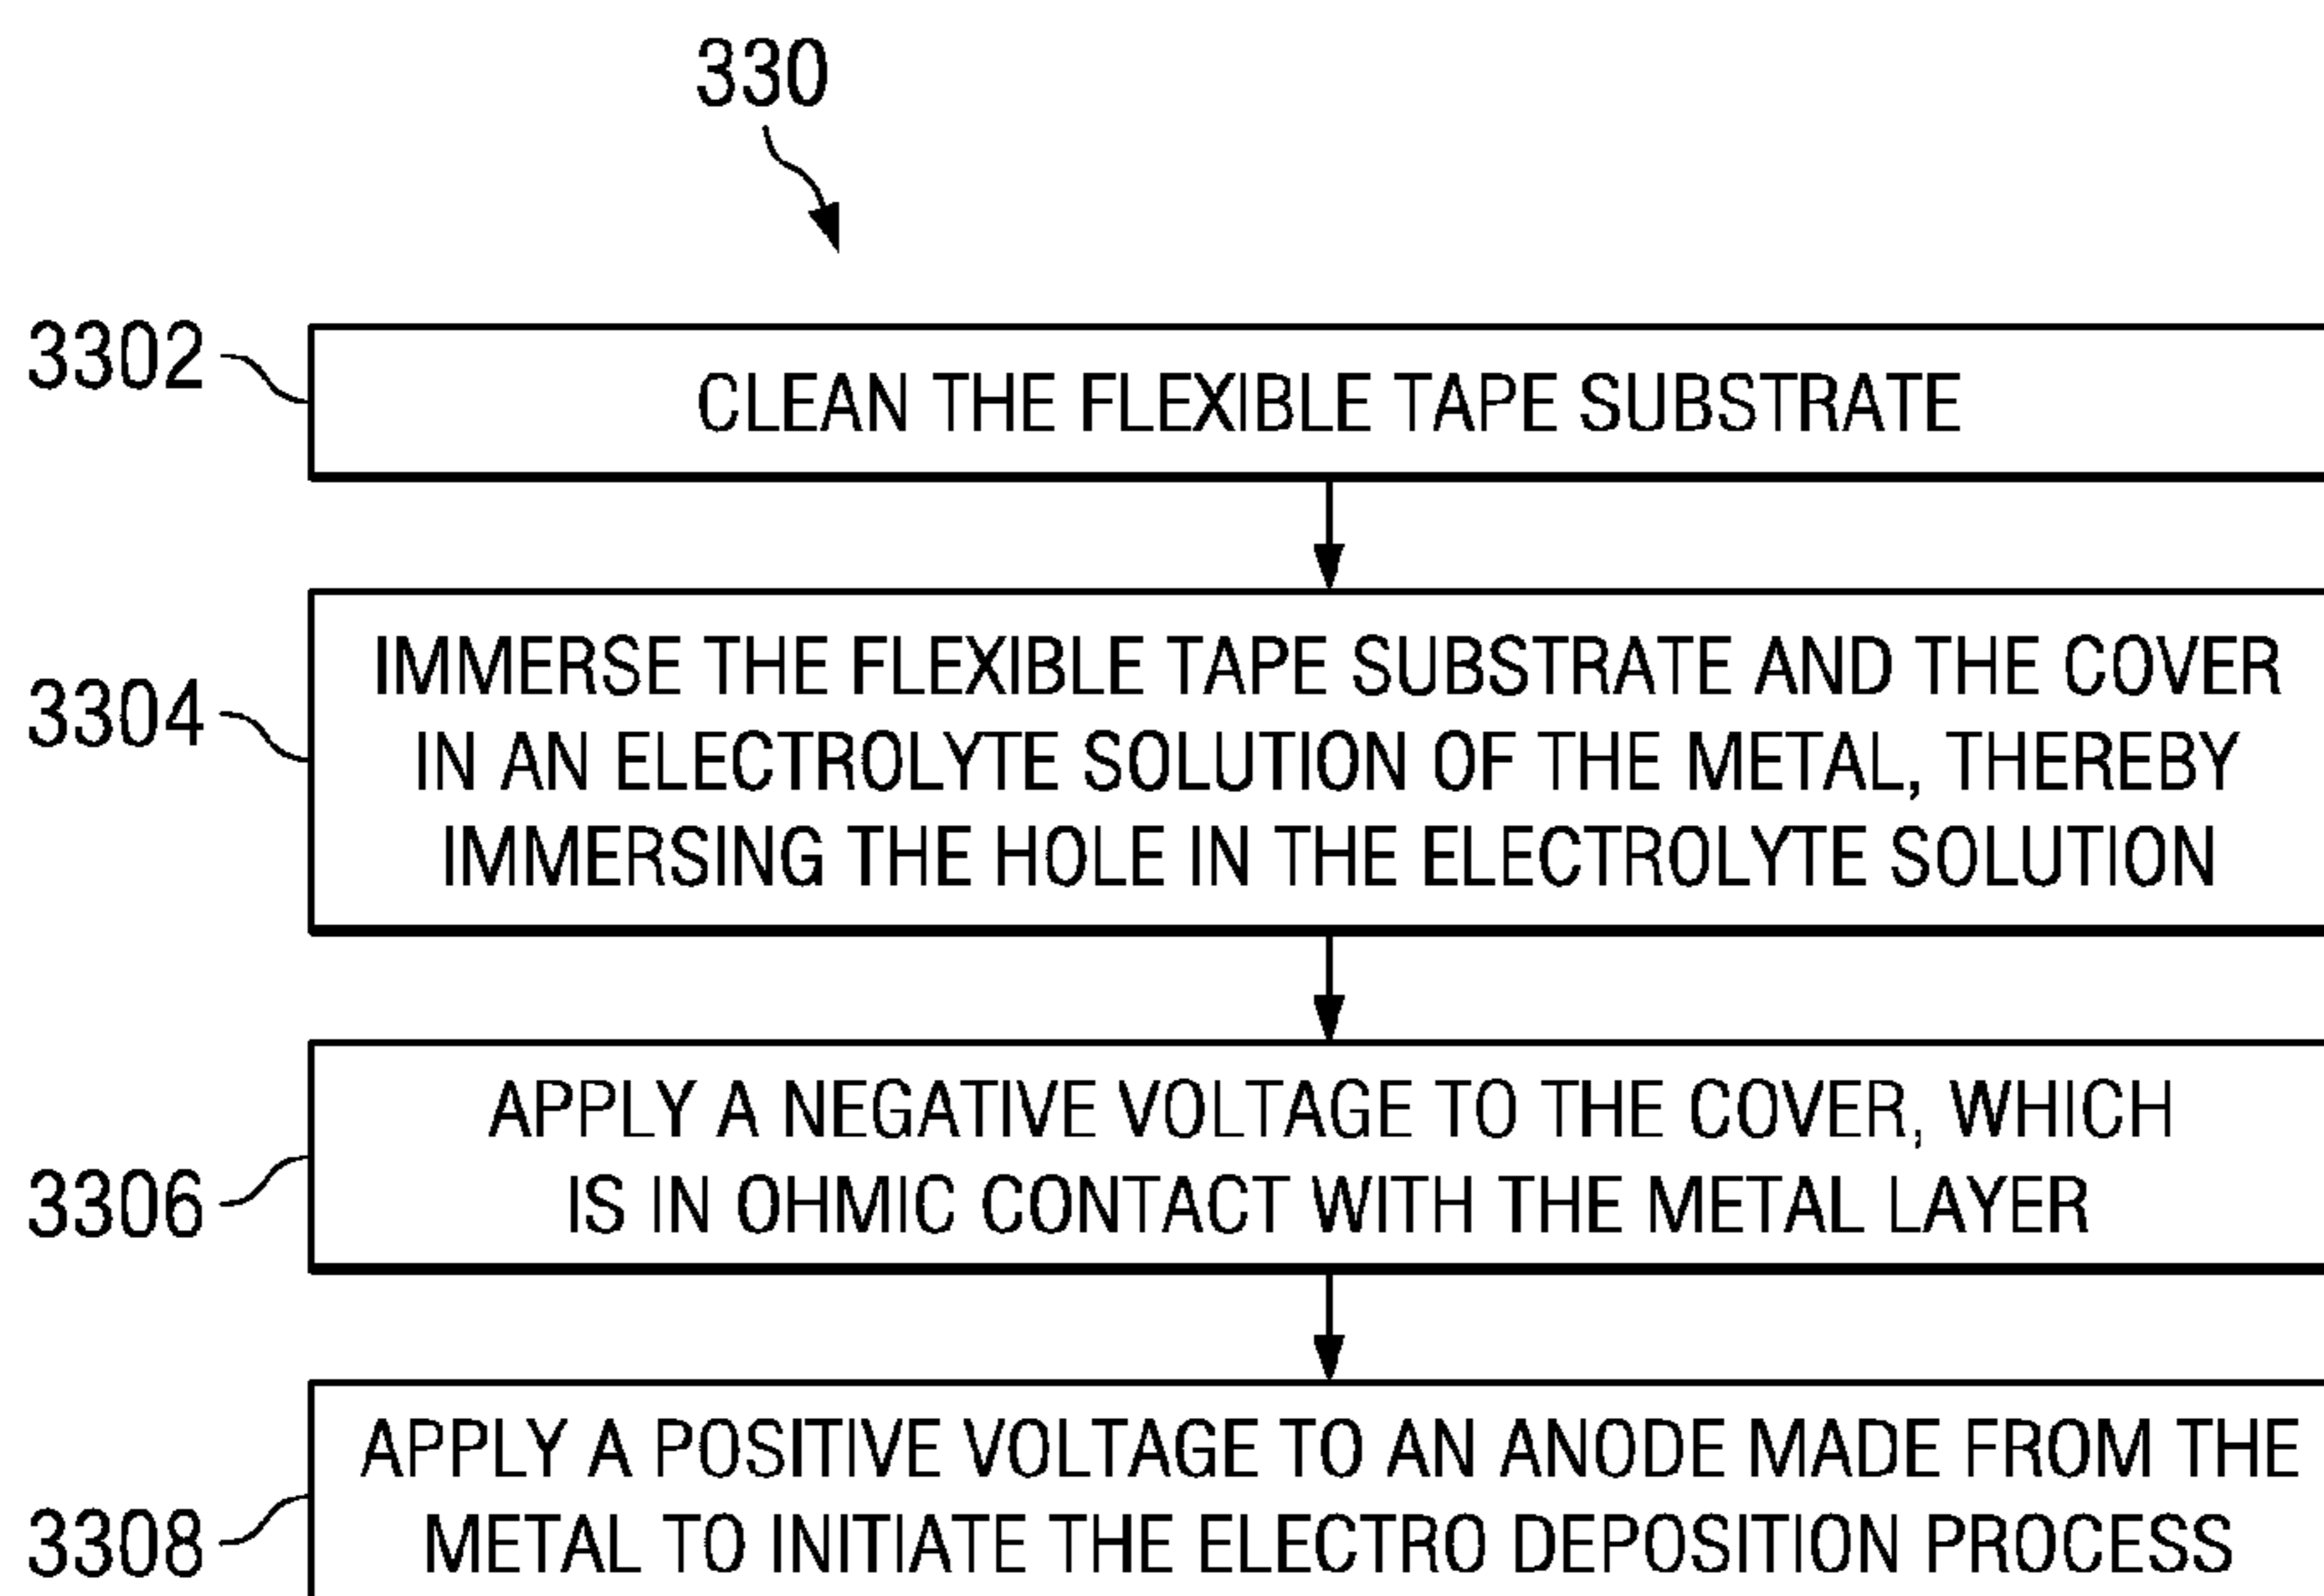 330
3302
CLEAN THE FLEXIBLE TAPE SUBSTRATE
3304
IMMERSE THE FLEXIBLE TAPE SUBSTRATE AND THE COVER
IN AN ELECTROLYTE SOLUTION OF THE METAL, THEREBY
IMMERSING THE HOLE IN THE ELECTROLYTE SOLUTION
3306
APPLY A NEGATIVE VOLTAGE TO THE COVER, WHICH
IS IN OHMIC CONTACT WITH THE METAL LAYER
3308
APPLY A POSITIVE VOLTAGE TO AN ANODE MADE FROM THE
METAL TO INITIATE THE ELECTRO DEPOSITION PROCESS